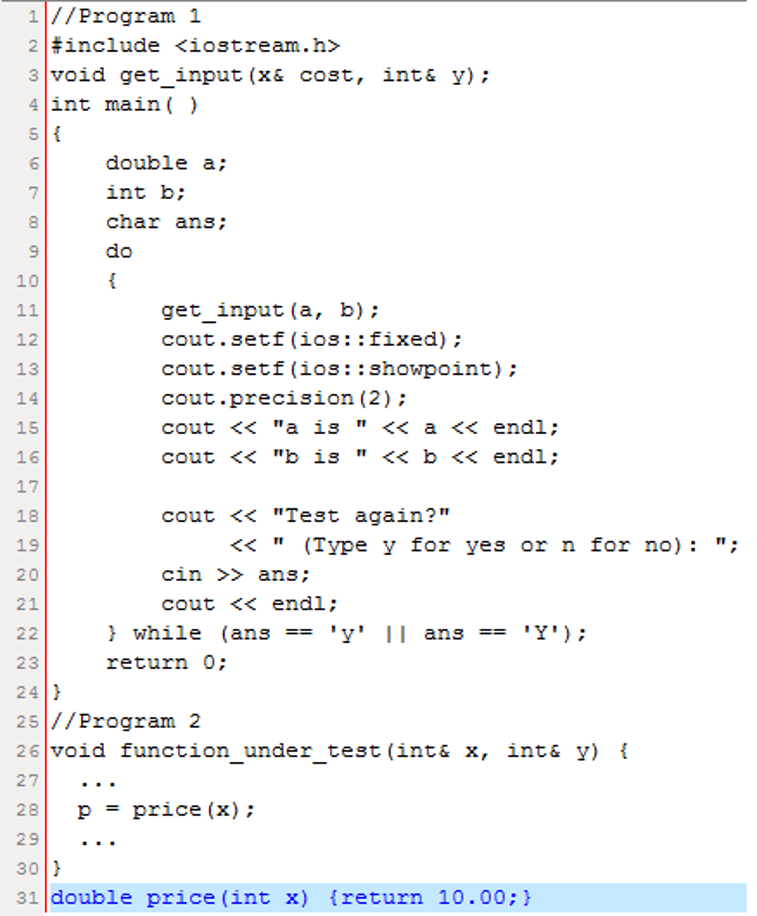 1 //Program 1
2 #include <iostream.h>
3 void get_input(x& cost, int& y);
4 int main( )
5 {
6 double a;
7 int b;
8 char ans;
9 do
10 {
11 get_input(a, b);
12 cout.setf(ios::fixed);
13 cout.setf(ios::showpoint);
14 cout.precision(2);
15 cout << "a is " << a << endl;
16 cout << "b is " << b << endl;
17
18 cout << "Test again?"
19 << " (Type y for yes or n for no): ";
20 cin >> ans;
21 cout << endl;
22 } while (ans == 'y' || ans == 'Y');
23 return 0;
24 }
25 //Program 2
26 void function_under_test(int& x, int& y) {
27 ...
28 p = price(x);
29 ...
30 }
31 double price(int x) {return 10.00;}